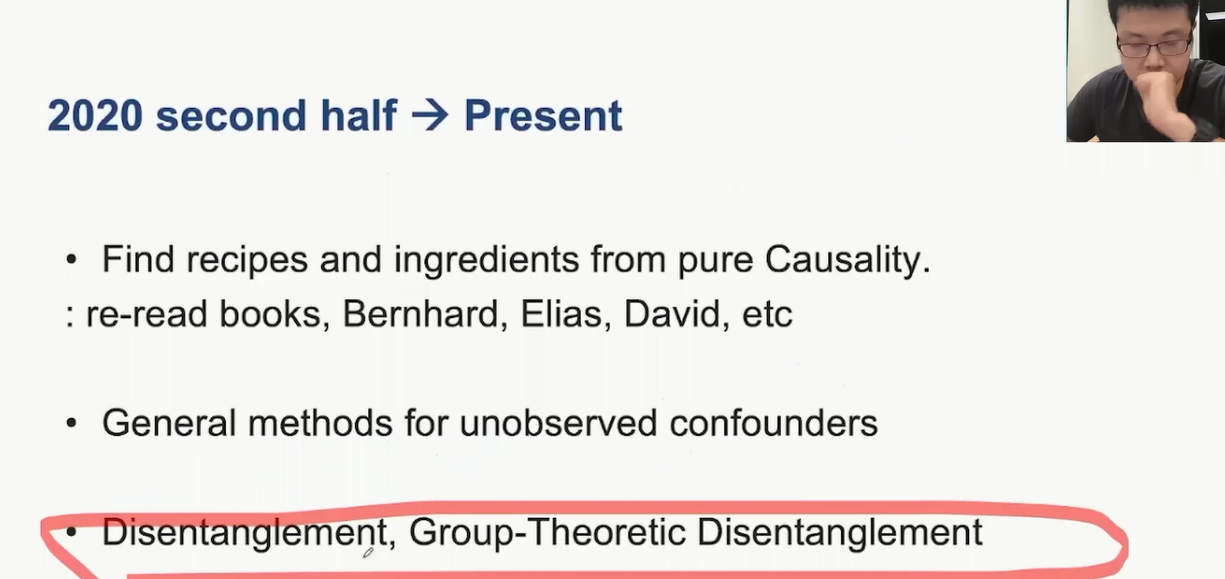 2020 second half → Present
• Find recipes and ingredients from pure Causality.
: re-read books, Bernhard, Elias, David, etc
• General methods for unobserved confounders
• Disentanglement, Group-Theoretic Disentanglement